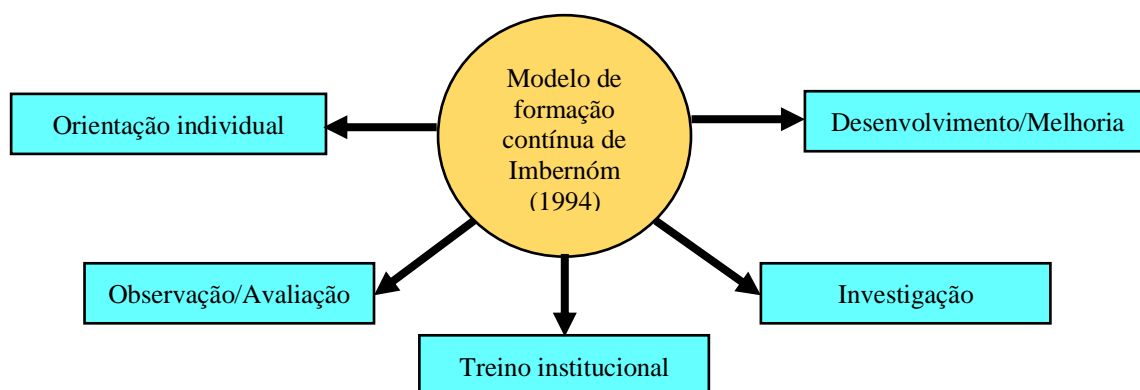 Modelo de
formação
contínua de
Imbernóm
(1994)
Orientação individual
Desenvolvimento/Melhoria
Observação/Avaliação
Investigação
Treino institucional